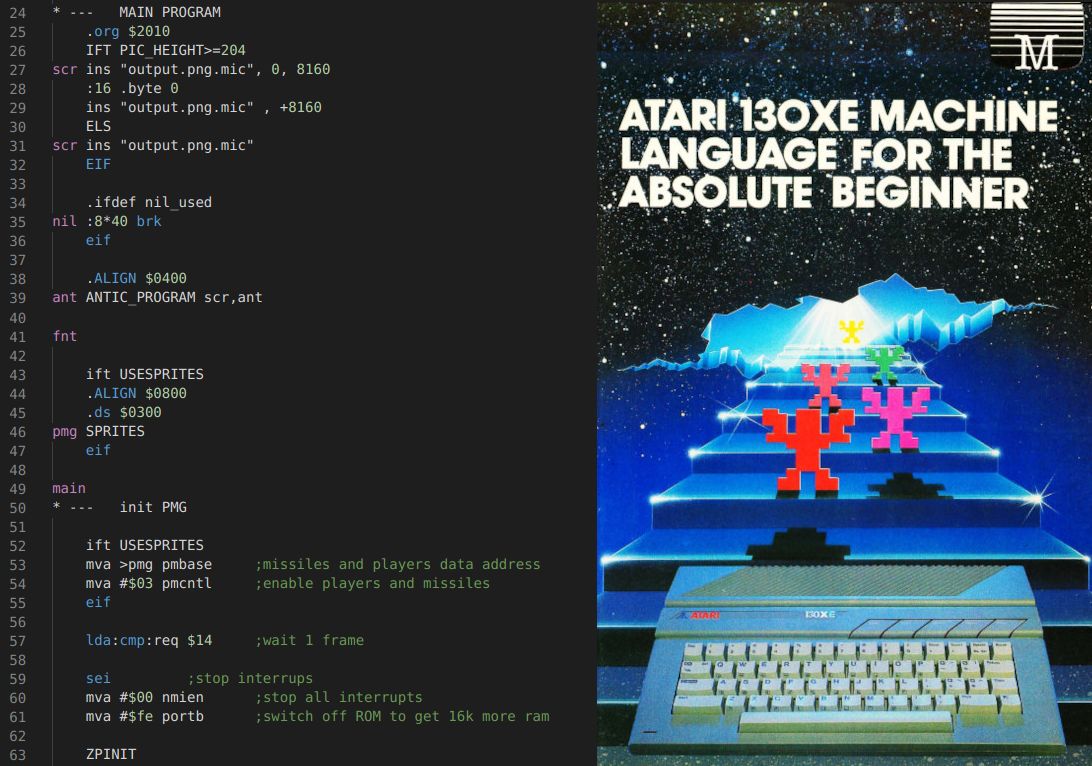 24 * --- MAIN PROGRAM
25 .org $2010
26 IFT PIC_HEIGHT>=204
27 scr ins "output.png.mic", 0, 8160
28 :16 .byte 0
29 ins "output.png.mic" , +8160
30 ELS
31 scr ins "output.png.mic"
32 EIF
33
34 .ifdef nil_used
35 nil :8*40 brk
36 eif
37
38 .ALIGN $0400
39 ant ANTIC_PROGRAM scr,ant
40
41 fnt
42
43 ift USESPRITES
44 .ALIGN $0800
45 .ds $0300
46 pmg SPRITES
47 eif
48
49 main
50 * --- init PMG
51
52 ift USESPRITES
53 mva >pmg pmbase ;missiles and players data address
54 mva #$03 pmcntl ;enable players and missiles
55 eif
56
57 lda:cmp:req $14 ;wait 1 frame
58
59 sei ;stop interrups
60 mva #$00 nmien ;stop all interrupts
61 mva #$fe portb ;switch off ROM to get 16k more ram
62
63 ZPINIT
M
ATARI 130XE MACHINE
LANGUAGE FOR THE
ABSOLUTE BEGINNER
ATARI 130XE
Q W E R T Y U I O P
A S D F G H J K L
Z X C V B N M